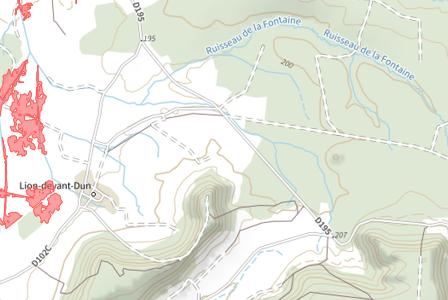 D195
195
Ruisseau de la Fontaine
Ruisseau de la Fontaine
200
Lion-devant-Dun
D195
207
D102C